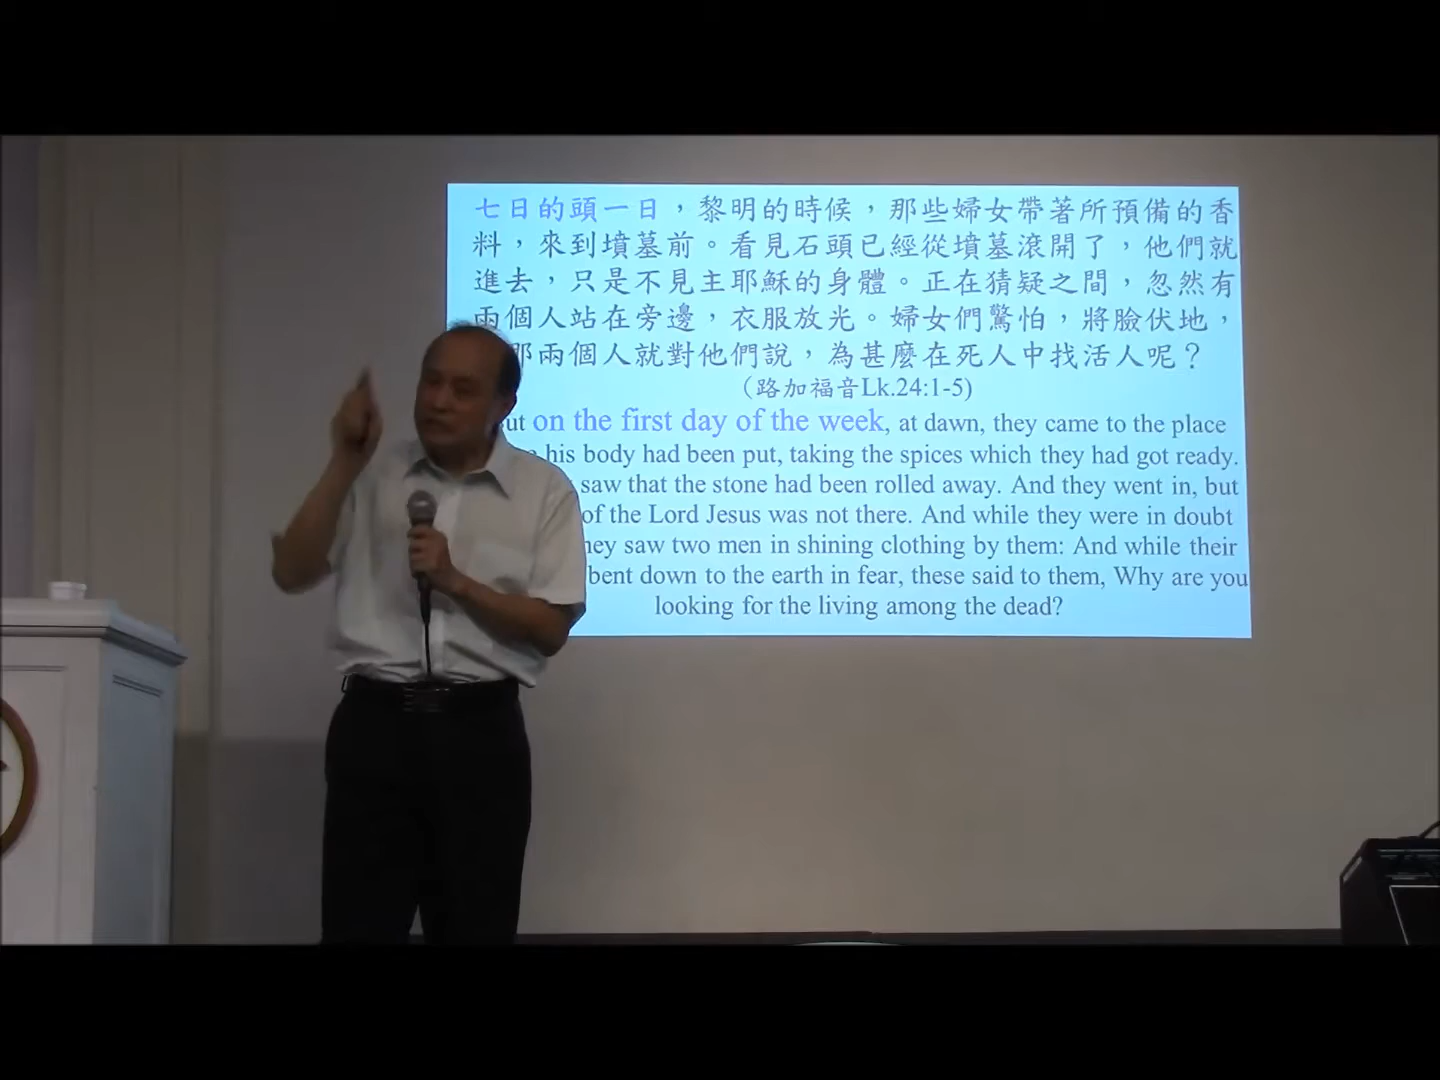 七日的頭一日，黎明的時候，那些婦女帶著所預備的香
料，來到墳墓前。看見石頭已經從墳墓滾開了，他們就
進去，只是不見主耶穌的身體。正在猜疑之間，忽然有
兩個人站在旁邊，衣服放光。婦女們驚怕，將臉伏地，
那兩個人就對他們說，為甚麼在死人中找活人呢？
（路加福音Lk.24:1-5)
on the first day of the week, at dawn, they came to the place
his body had been put, taking the spices which they had got ready.
saw that the stone had been rolled away. And they went in, but
of the Lord Jesus was not there. And while they were in doubt
they saw two men in shining clothing by them: And while their
bent down to the earth in fear, these said to them, Why are you
looking for the living among the dead?